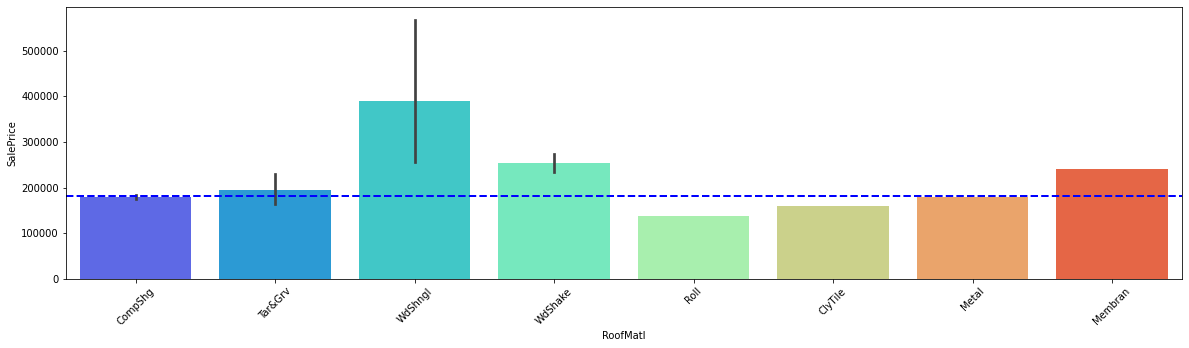 500000
400000
300000
200000
100000
0
SalePrice
CompShg
Tar&Grv
WdShngl
WdShake
Roll
ClyTile
Metal
Membran
RoofMatl